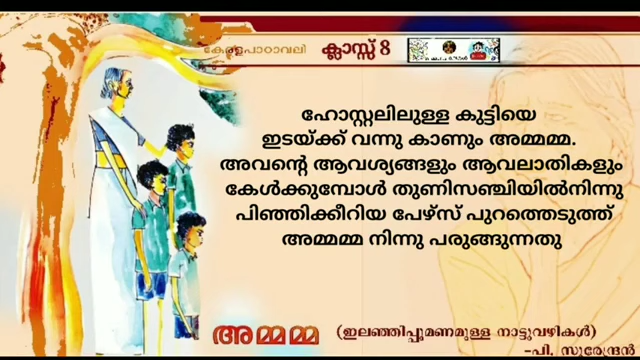 കേരളപാഠാവലി
ക്ലാസ്സ് 8
ഹോസ്റ്റലിലുള്ള കുട്ടിയെ
ഇടയ്ക്ക് വന്നു കാണും അമ്മമ്മ.
അവന്റെ ആവശ്യങ്ങളും ആവലാതികളും
കേൾക്കുമ്പോൾ തുണിസഞ്ചിയിൽനിന്നു
പിഞ്ഞിക്കീറിയ പേഴ്സ് പുറത്തെടുത്ത്
അമ്മമ്മ നിന്നു പരുങ്ങുന്നതു
അമ്മമ്മ (ഇലഞ്ഞിപ്പൂമണമുള്ള നാട്ടുവഴികൾ)
-പി. സുരേന്ദ്രൻ